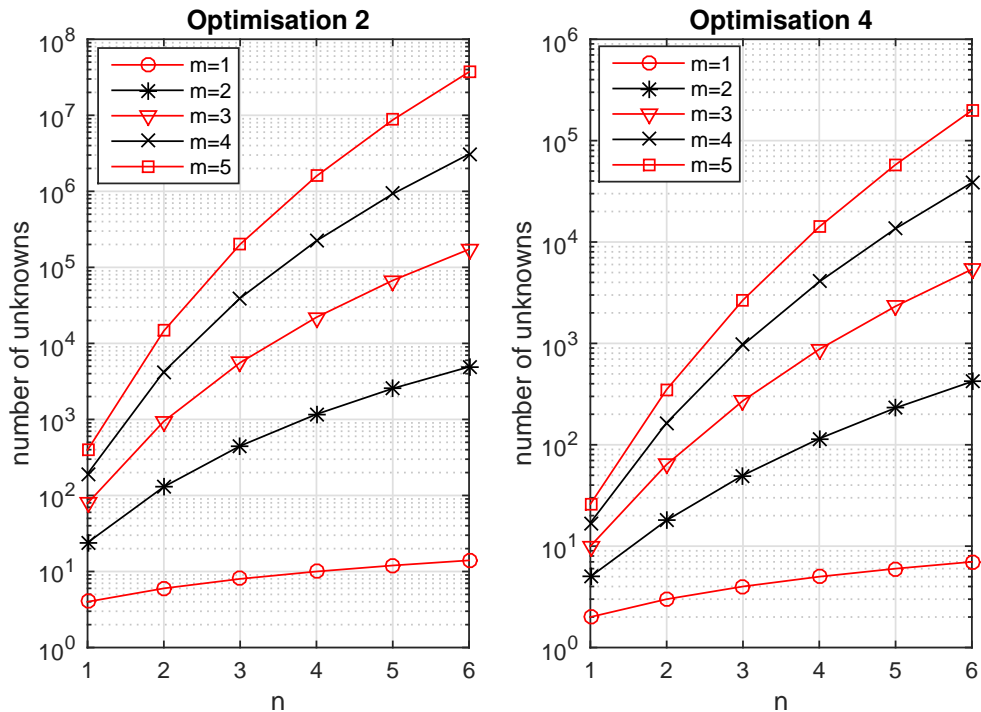 Optimisation 2
number of unknowns
10^8
10^7
10^6
10^5
10^4
10^3
10^2
10^1
10^0
m=1
m=2
m=3
m=4
m=5
1 2 3 4 5 6
n
Optimisation 4
number of unknowns
10^6
10^5
10^4
10^3
10^2
10^1
10^0
m=1
m=2
m=3
m=4
m=5
1 2 3 4 5 6
n